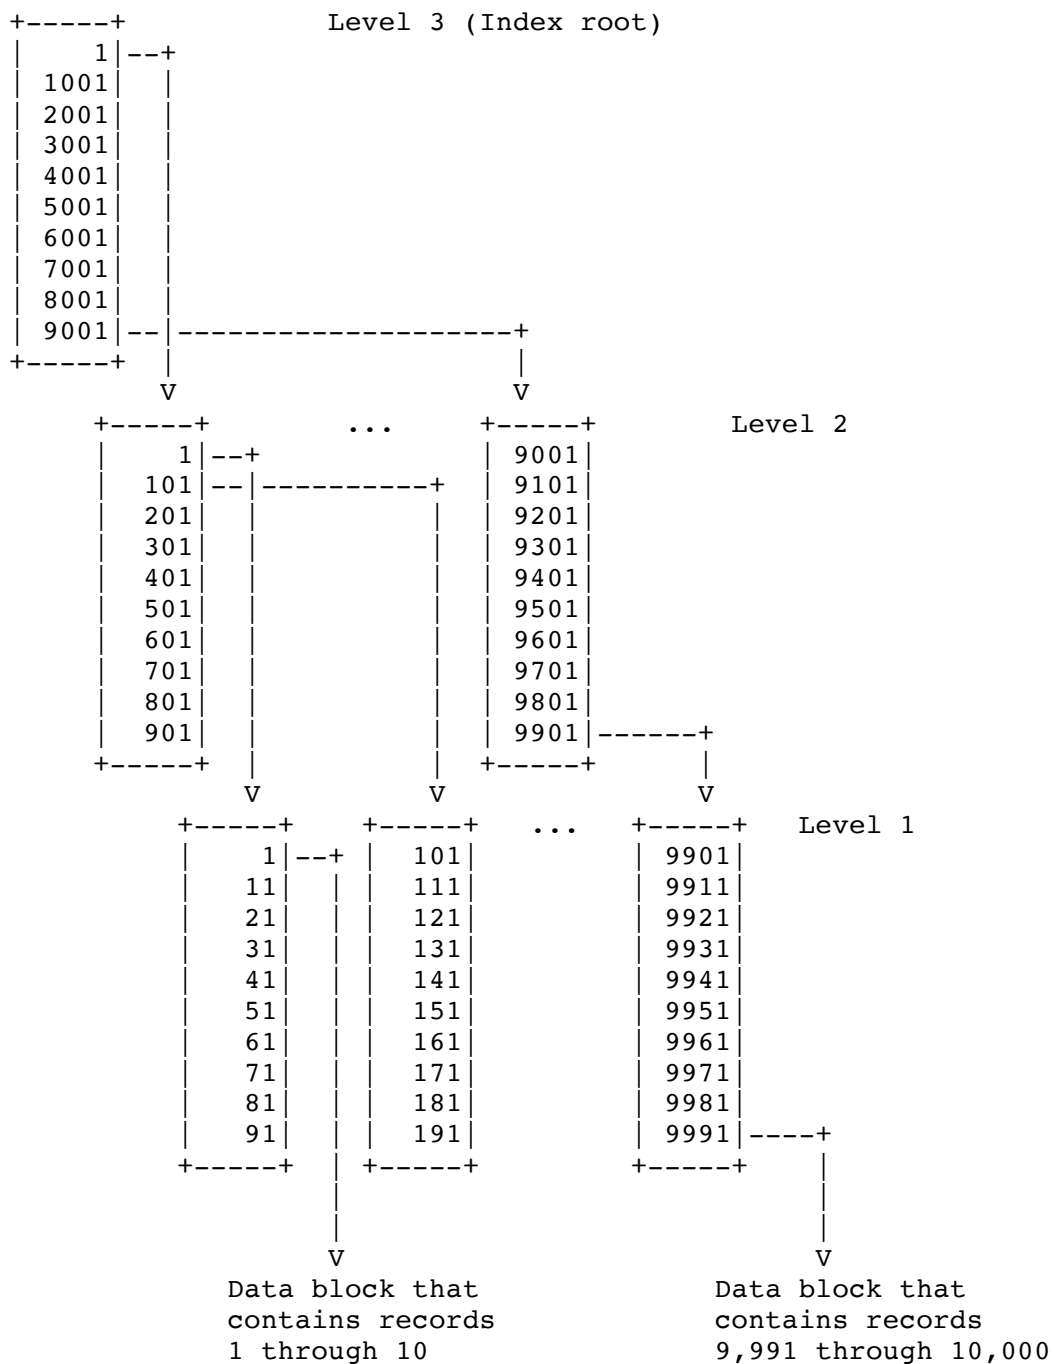 +-----+ Level 3 (Index root)
| 1|--+
| 1001| |
| 2001| |
| 3001| |
| 4001| |
| 5001| |
| 6001| |
| 7001| |
| 8001| |
| 9001|--|--------------------+
+-----+ | |
V V
+-----+ ... +-----+ Level 2
| 1|--+ | 9001|
| 101|--|----------+ | 9101|
| 201| | | | 9201|
| 301| | | | 9301|
| 401| | | | 9401|
| 501| | | | 9501|
| 601| | | | 9601|
| 701| | | | 9701|
| 801| | | | 9801|
| 901| | | | 9901|------+
+-----+ | | +-----+ |
V V V
+-----+ +-----+ ... +-----+ Level 1
| 1|--+ | 101| | 9901|
| 11| | | 111| | 9911|
| 21| | | 121| | 9921|
| 31| | | 131| | 9931|
| 41| | | 141| | 9941|
| 51| | | 151| | 9951|
| 61| | | 161| | 9961|
| 71| | | 171| | 9971|
| 81| | | 181| | 9981|
| 91| | | 191| | 9991|----+
+-----+ | +-----+ +-----+ |
| |
| |
V V
Data block that Data block that
contains records contains records
1 through 10 9,991 through 10,000